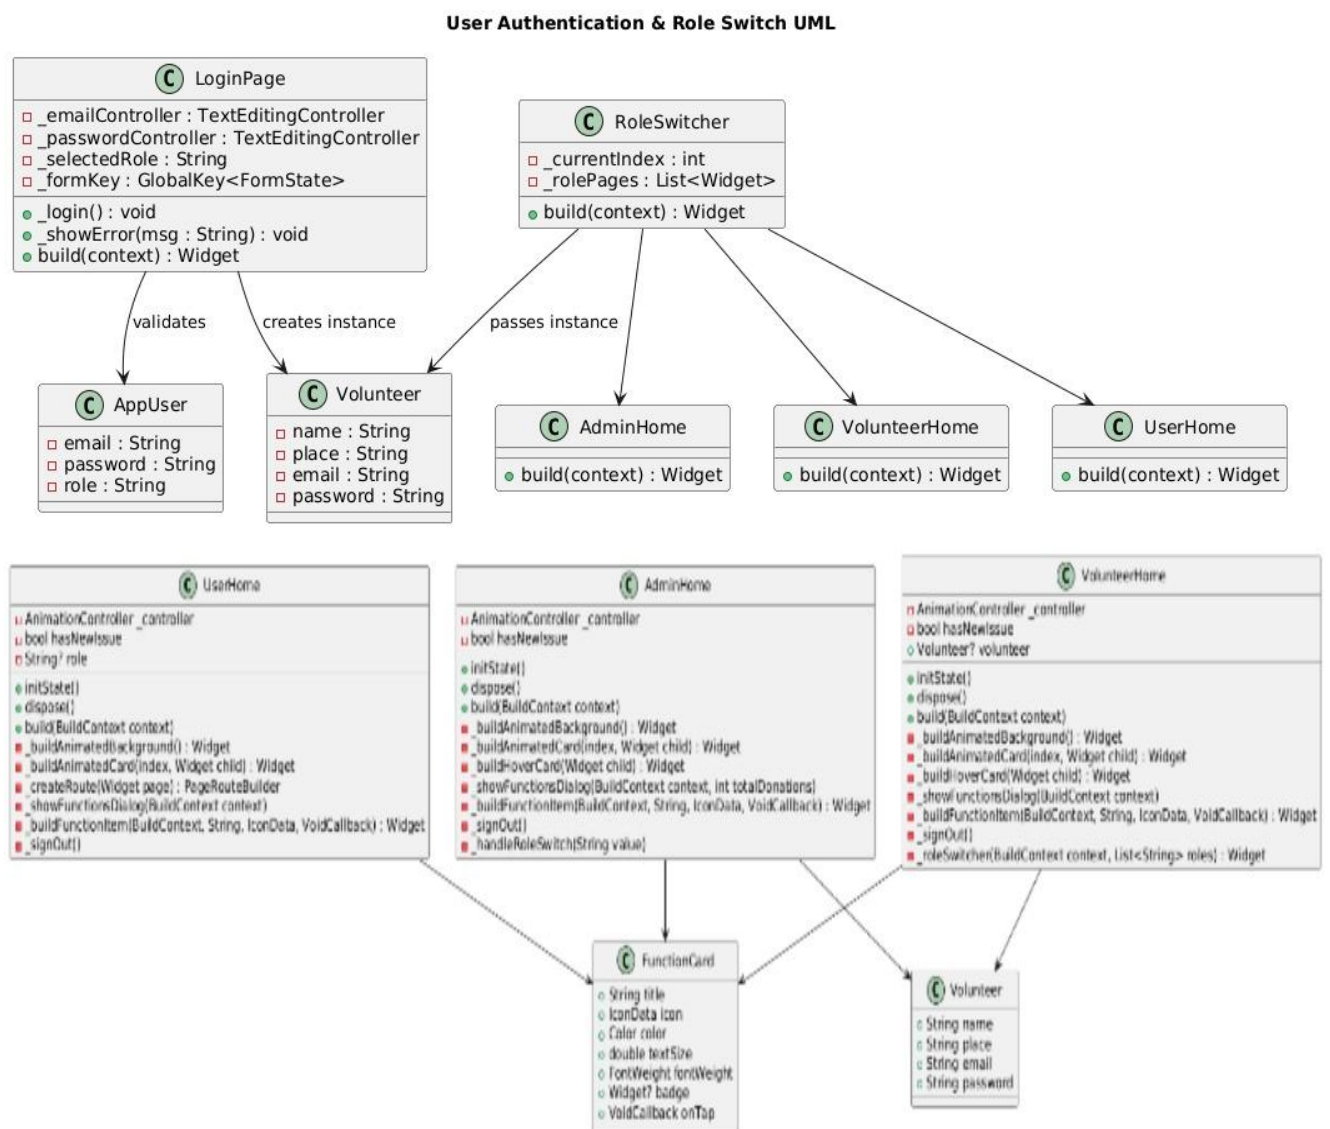 User Authentication & Role Switch UML
C LoginPage
_emailController : TextEditingController
_passwordController : TextEditingController
_selectedRole : String
_formKey : GlobalKey<FormState>
_login() : void
_showError(msg : String) : void
build(context) : Widget
C RoleSwitcher
_currentIndex : int
_rolePages : List<Widget>
build(context) : Widget
validates
creates instance
passes instance
C AppUser
email : String
password : String
role : String
C Volunteer
name : String
place : String
email : String
password : String
C AdminHome
build(context) : Widget
C VolunteerHome
build(context) : Widget
C UserHome
build(context) : Widget
C UserHome
AnimationController _controller
bool hasNewIssue
String? role
initState()
dispose()
build(BuildContext context)
_buildAnimatedBackground() : Widget
_buildAnimatedCard(index, Widget child) : Widget
_createRoute(Widget page) : PageRouteBuilder
_showFunctionsDialog(BuildContext context)
_buildFunctionItem(BuildContext, String, IconData, VoidCallback) : Widget
_signOut()
C AdminHome
AnimationController _controller
bool hasNewIssue
initState()
dispose()
build(BuildContext context)
_buildAnimatedBackground() : Widget
_buildAnimatedCard(index, Widget child) : Widget
_buildHoverCard(Widget child) : Widget
_showFunctionsDialog(BuildContext context, int totalDonations)
_buildFunctionItem(BuildContext, String, IconData, VoidCallback) : Widget
_signOut()
_handleRoleSwitch(String value)
C VolunteerHome
AnimationController _controller
bool hasNewIssue
Volunteer? volunteer
initState()
dispose()
build(BuildContext context)
_buildAnimatedBackground() : Widget
_buildAnimatedCard(index, Widget child) : Widget
_buildHoverCard(Widget child) : Widget
_showFunctionsDialog(BuildContext context)
_buildFunctionItem(BuildContext, String, IconData, VoidCallback) : Widget
_signOut()
_roleSwitcher(BuildContext context, List<String> roles) : Widget
C FunctionCard
String title
IconData icon
Color color
double textSize
FontWeight fontWeight
Widget? badge
VoidCallback onTap
C Volunteer
String name
String place
String email
String password